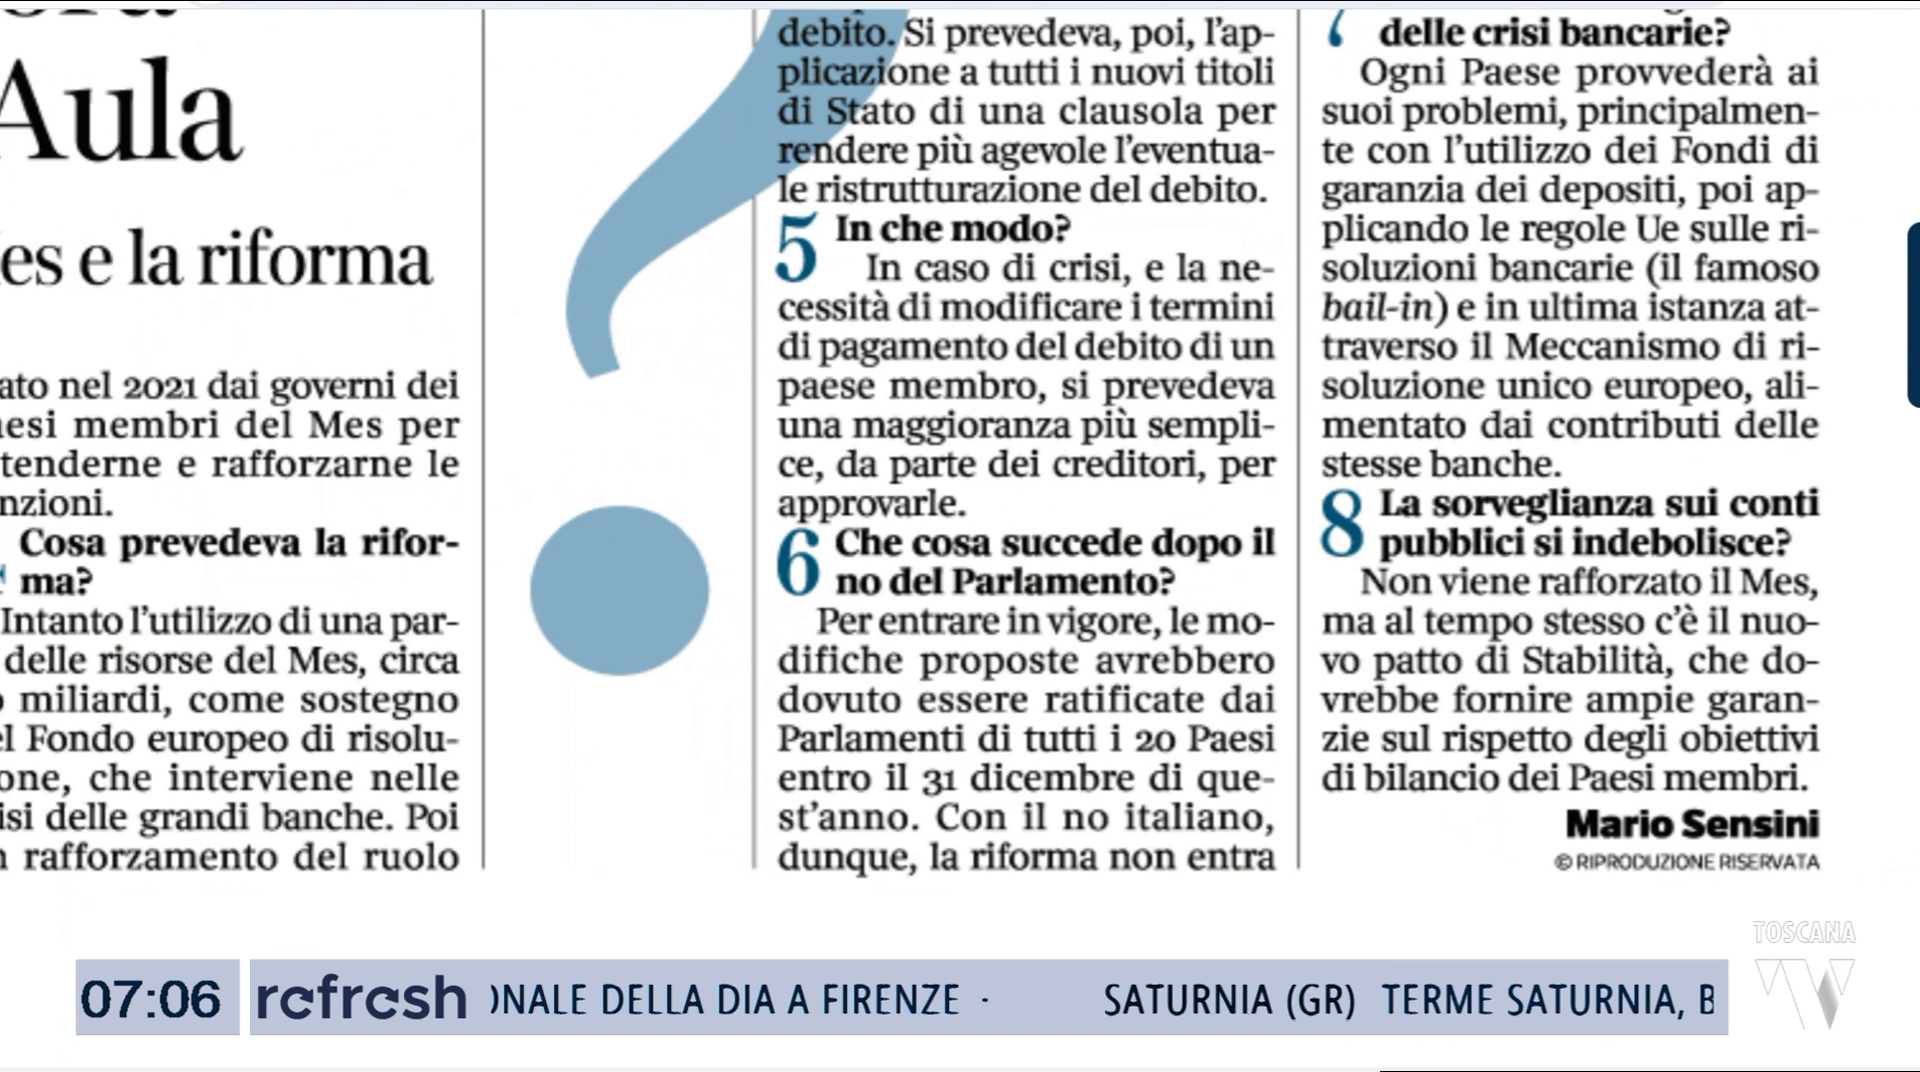 Aula
es e la riforma
ato nel 2021 dai governi dei
esi membri del Mes per
tenderne e rafforzarne le
nzioni.
Cosa prevedeva la rifor-
ma?
Intanto l'utilizzo di una par-
delle risorse del Mes, circa
miliardi, come sostegno
el Fondo europeo di risolu-
one, che interviene nelle
isi delle grandi banche. Poi
n rafforzamento del ruolo
?
debito. Si prevedeva, poi, l'ap-
plicazione a tutti i nuovi titoli
di Stato di una clausola per
rendere più agevole l'eventua-
le ristrutturazione del debito.
5 In che modo?
In caso di crisi, e la ne-
cessità di modificare i termini
di pagamento del debito di un
paese membro, si prevedeva
una maggioranza più sempli-
ce, da parte dei creditori, per
approvarle.
6 Che cosa succede dopo il
no del Parlamento?
Per entrare in vigore, le mo-
difiche proposte avrebbero
dovuto essere ratificate dai
Parlamenti di tutti i 20 Paesi
entro il 31 dicembre di que-
st'anno. Con il no italiano,
dunque, la riforma non entra
delle crisi bancarie?
Ogni Paese provvederà ai
suoi problemi, principalmen-
te con l'utilizzo dei Fondi di
garanzia dei depositi, poi ap-
plicando le regole Ue sulle ri-
soluzioni bancarie (il famoso
bail-in) e in ultima istanza at-
traverso il Meccanismo di ri-
soluzione unico europeo, ali-
mentato dai contributi delle
stesse banche.
8 La sorveglianza sui conti
pubblici si indebolisce?
Non viene rafforzato il Mes,
ma al tempo stesso c'è il nuo-
vo patto di Stabilità, che do-
vrebbe fornire ampie garan-
zie sul rispetto degli obiettivi
di bilancio dei Paesi membri.
Mario Sensini
© RIPRODUZIONE RISERVATA
TOSCANA
TV
07:06 refresh ONALE DELLA DIA A FIRENZE · SATURNIA (GR) TERME SATURNIA, B